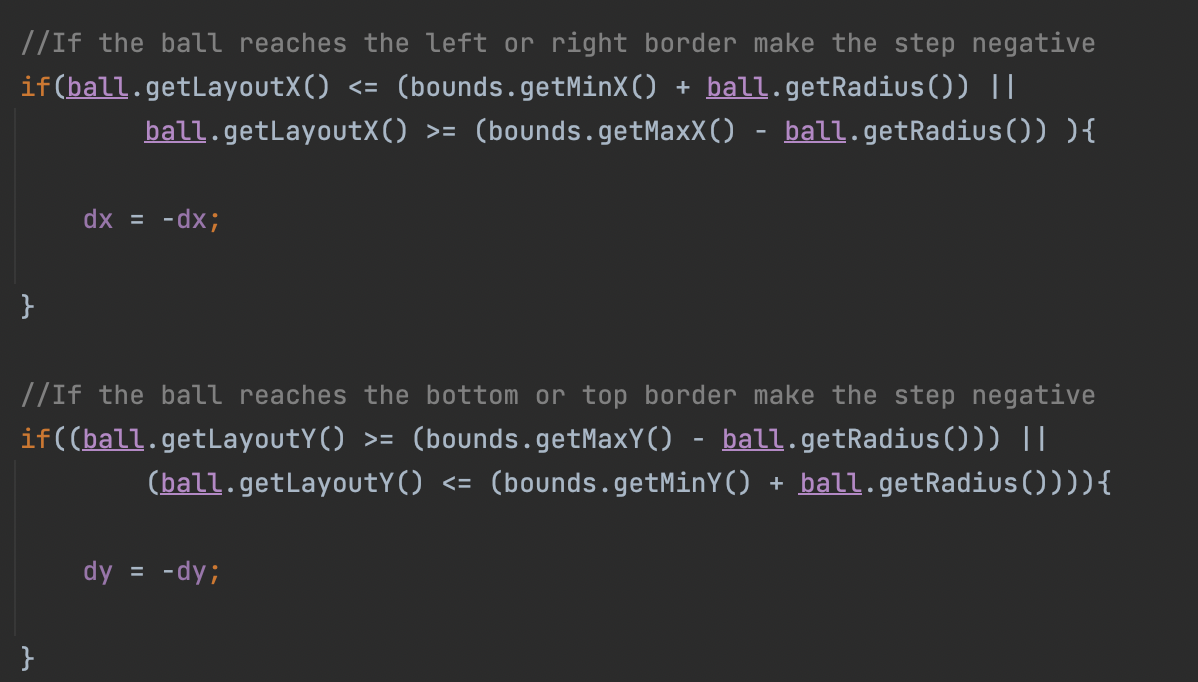 //If the ball reaches the left or right border make the step negative
if(ball.getLayoutX() <= (bounds.getMinX() + ball.getRadius()) ||
        ball.getLayoutX() >= (bounds.getMaxX() - ball.getRadius()) ){
    dx = -dx;
}
//If the ball reaches the bottom or top border make the step negative
if((ball.getLayoutY() >= (bounds.getMaxY() - ball.getRadius())) ||
        (ball.getLayoutY() <= (bounds.getMinY() + ball.getRadius()))){
    dy = -dy;
}